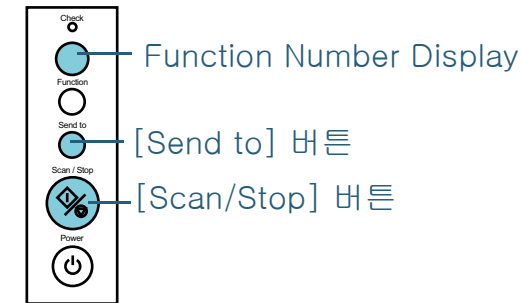 Check
Function Number Display
Function
Send to
[Send to] 버튼
Scan / Stop
[Scan/Stop] 버튼
Power